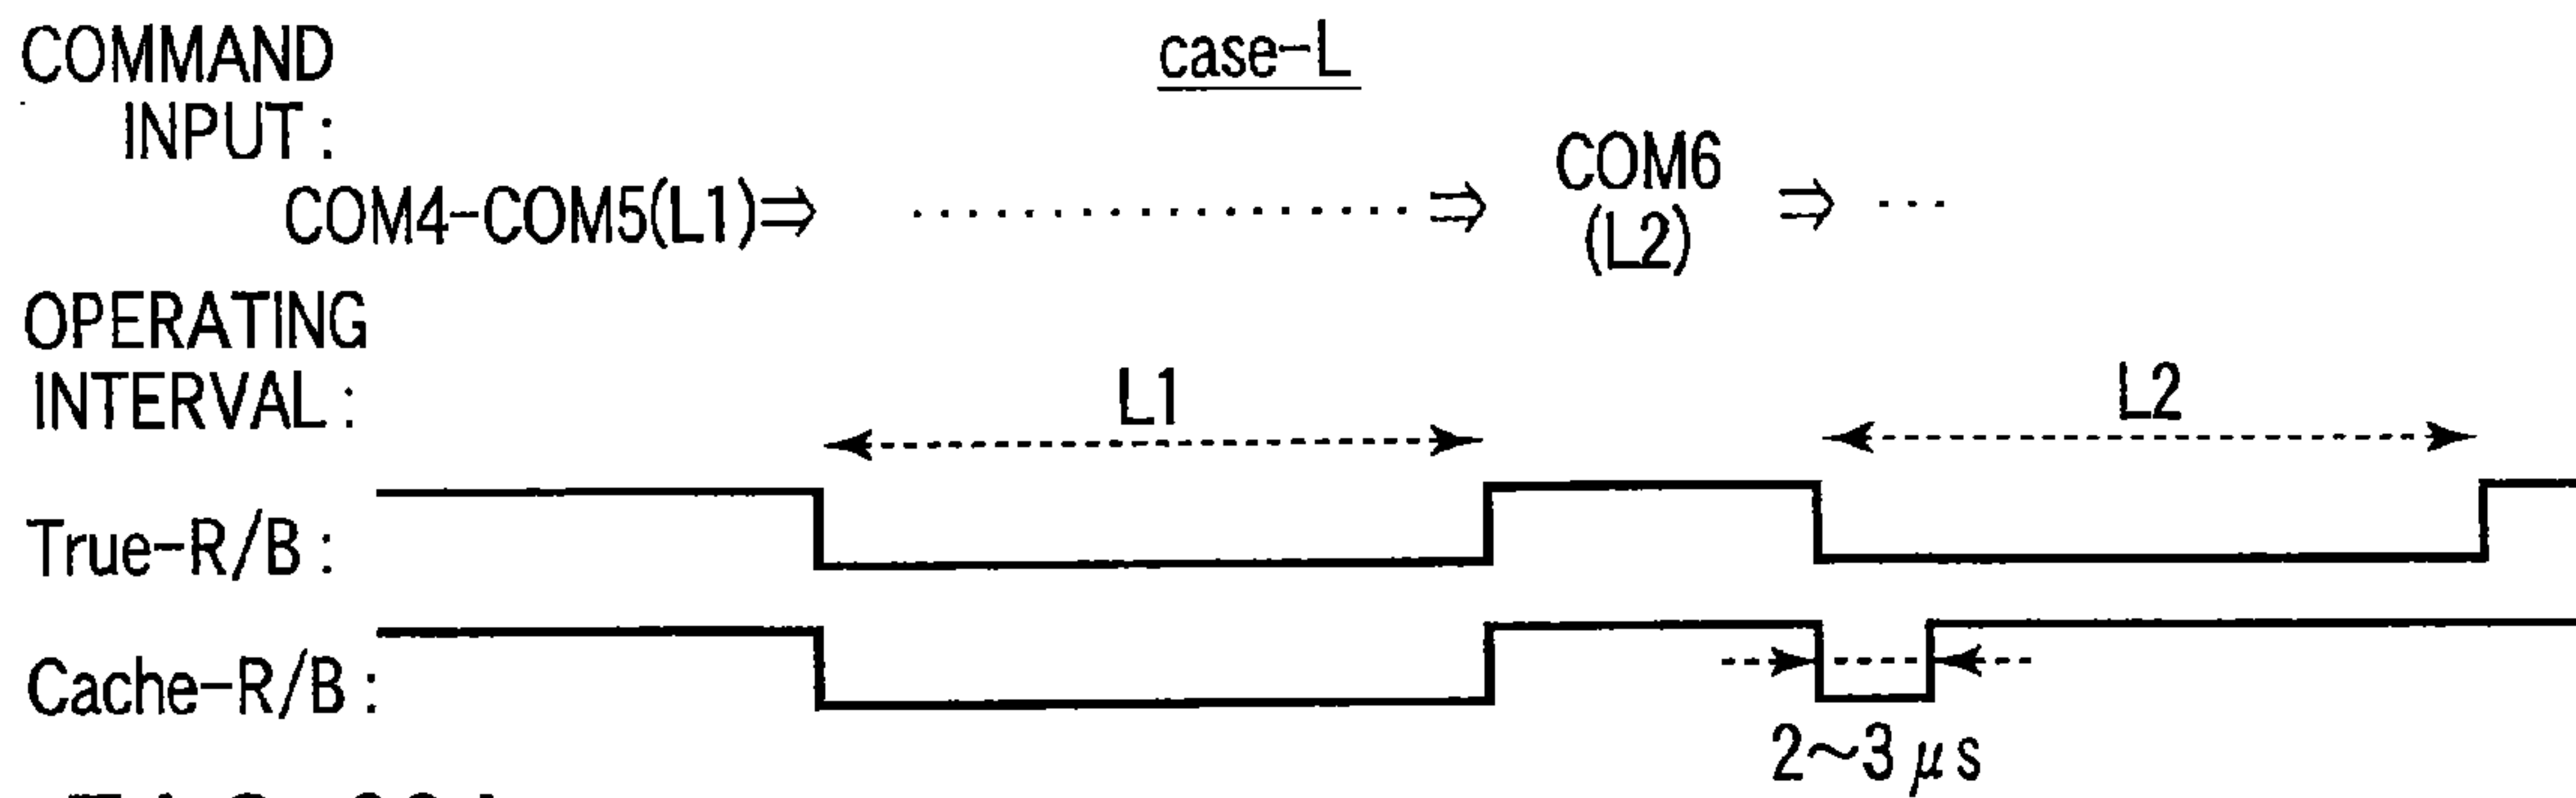 case-L
COMMAND
INPUT :
COM4-COM5(L1)⇒ ·················· ⇒ COM6 ⇒ ···
(L2)
OPERATING
INTERVAL :
L1
L2
True-R/B :
Cache-R/B :
2~3 μs